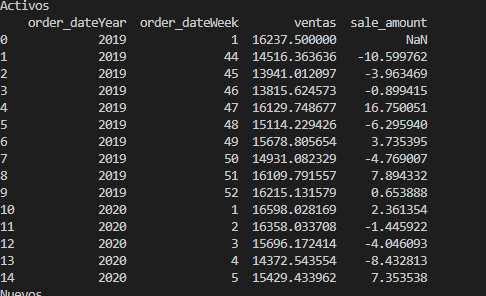 Activos
order_dateYear order_dateWeek ventas sale_amount
0 2019 1 16237.500000 NaN
1 2019 44 14516.363636 -10.599762
2 2019 45 13941.012097 -3.963469
3 2019 46 13815.624573 -0.899415
4 2019 47 16129.748677 16.750051
5 2019 48 15114.229426 -6.295940
6 2019 49 15678.805654 3.735395
7 2019 50 14931.082329 -4.769007
8 2019 51 16109.791557 7.894332
9 2019 52 16215.131579 0.653888
10 2020 1 16598.028169 2.361354
11 2020 2 16358.033708 -1.445922
12 2020 3 15696.172414 -4.046093
13 2020 4 14372.543554 -8.432813
14 2020 5 15429.433962 7.353538
Nuevos